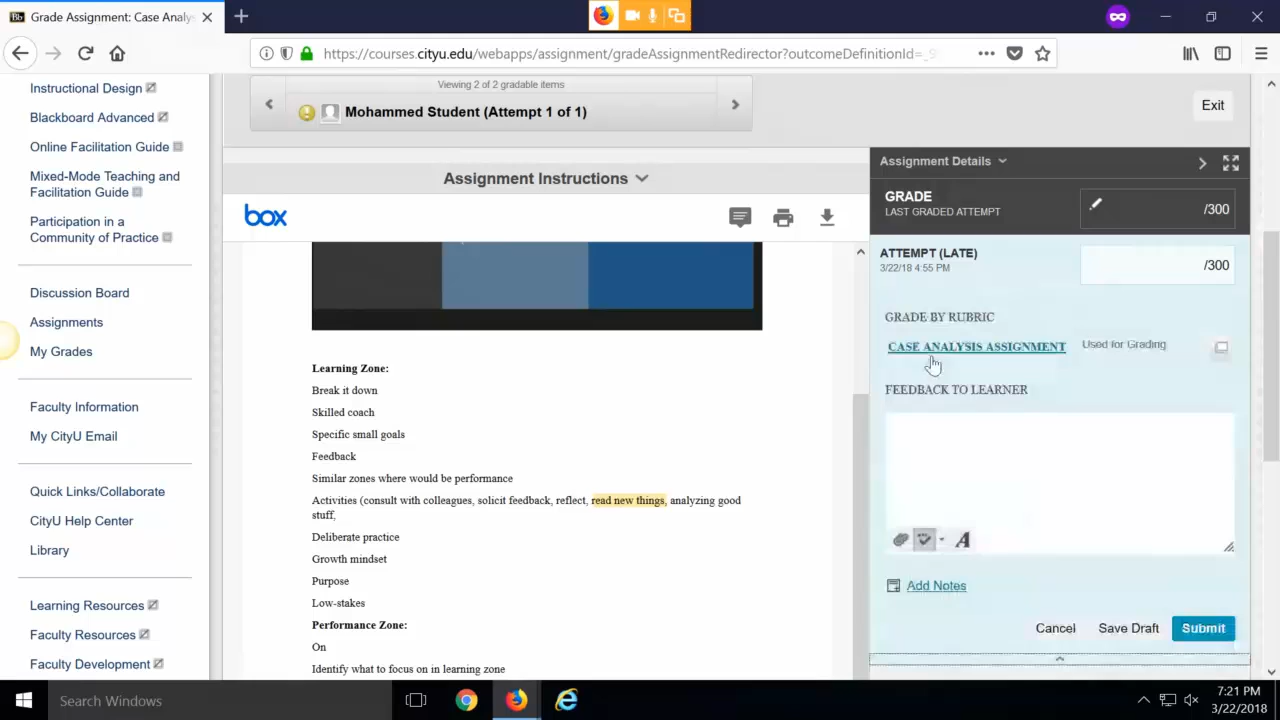 Bb Grade Assignment: Case Analys
https://courses.cityu.edu/webapps/assignment/gradeAssignmentRedirector?outcomeDefinitionId=_9
Instructional Design
Blackboard Advanced
Online Facilitation Guide
Mixed-Mode Teaching and
Facilitation Guide
Participation in a
Community of Practice
Discussion Board
Assignments
My Grades
Faculty Information
My CityU Email
Quick Links/Collaborate
CityU Help Center
Library
Learning Resources
Faculty Resources
Faculty Development
Viewing 2 of 2 gradable items
Mohammed Student (Attempt 1 of 1)
Exit
Assignment Instructions
box
Learning Zone:
Break it down
Skilled coach
Specific small goals
Feedback
Similar zones where would be performance
Activities (consult with colleagues, solicit feedback, reflect, read new things, analyzing good
stuff,
Deliberate practice
Growth mindset
Purpose
Low-stakes
Performance Zone:
On
Identify what to focus on in learning zone
Assignment Details
GRADE
LAST GRADED ATTEMPT
/300
ATTEMPT (LATE)
3/22/18 4:55 PM
/300
GRADE BY RUBRIC
CASE ANALYSIS ASSIGNMENT
Used for Grading
FEEDBACK TO LEARNER
A
Add Notes
Cancel
Save Draft
Submit
Search Windows
7:21 PM
3/22/2018